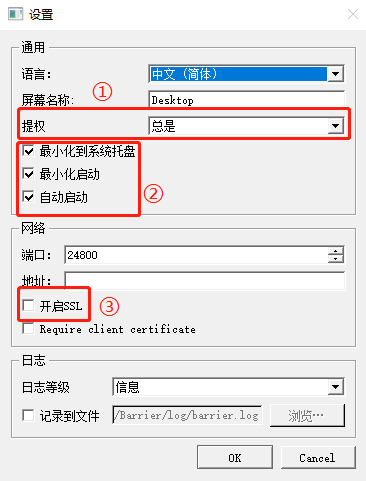 设置
通用
语言：
中文 (简体)
①
屏幕名称:
Desktop
提权
总是
最小化到系统托盘
最小化启动
自动启动
②
网络
端口：
24800
地址:
开启SSL
③
Require client certificate
日志
日志等级
信息
记录到文件
/Barrier/log/barrier.log
浏览…
OK
Cancel